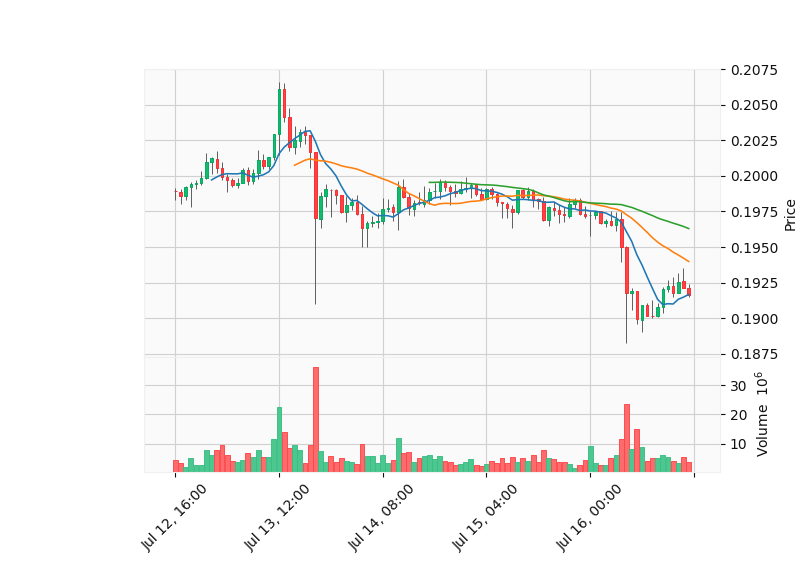 0.2075
0.2050
0.2025
0.2000
0.1975
0.1950
0.1925
0.1900
0.1875
Price
30
20
10
Volume 10^6
Jul 12, 16:00
Jul 13, 12:00
Jul 14, 08:00
Jul 15, 04:00
Jul 16, 00:00